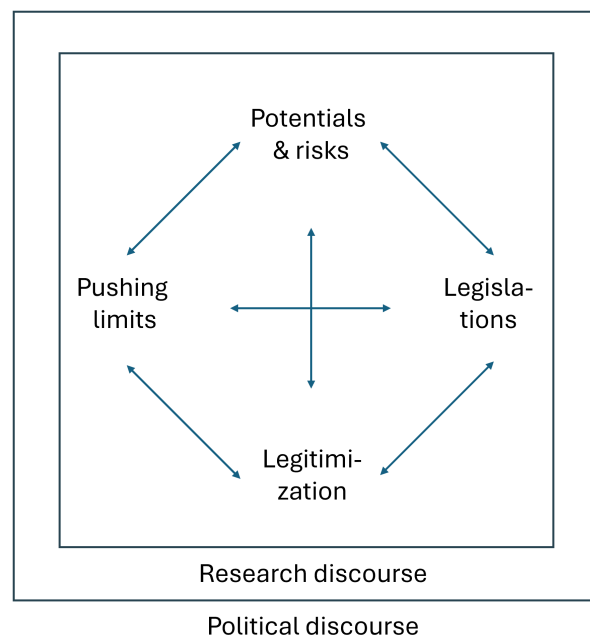 Potentials
& risks
Pushing
limits
Legisla-
tions
Legitimi-
zation
Research discourse
Political discourse